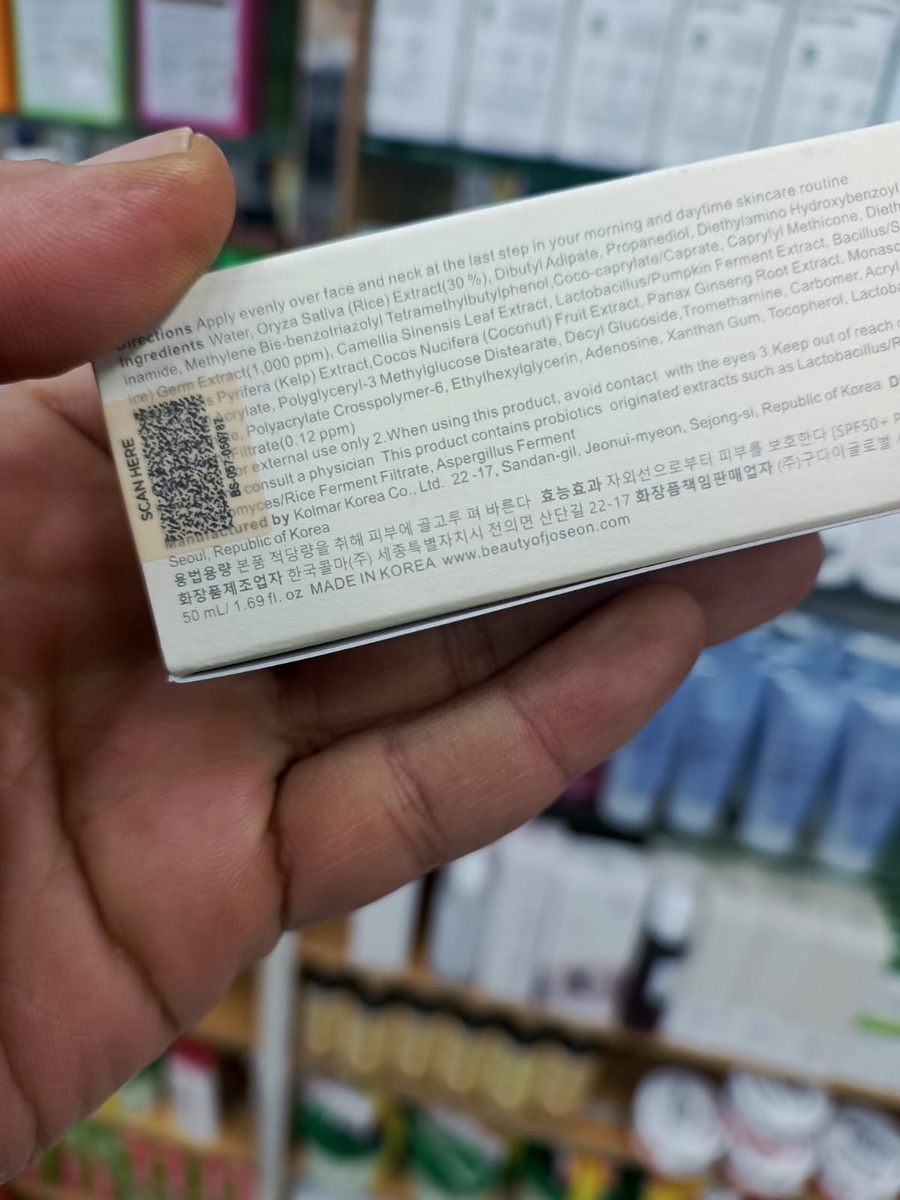 Directions Apply evenly over face and neck at the last step in your morning and daytime skincare routine
Ingredients Water, Oryza Sativa (Rice) Extract(30 %), Dibutyl Adipate, Propanediol, Diethylamino Hydroxybenzoyl
inamide, Methylene Bis-benzotriazolyl Tetramethylbutylphenol,Coco-caprylate/Caprate, Caprylyl Methicone, Dieth
ice) Germ Extract(1,000 ppm), Camellia Sinensis Leaf Extract, Lactobacillus/Pumpkin Ferment Extract, Bacillus/S
s Pyrifera (Kelp) Extract,Cocos Nucifera (Coconut) Fruit Extract, Panax Ginseng Root Extract, Monasc
Acrylate, Polyglyceryl-3 Methylglucose Distearate, Decyl Glucoside,Tromethamine, Carbomer, Acryl
e, Polyacrylate Crosspolymer-6, Ethylhexylglycerin, Adenosine, Xanthan Gum, Tocopherol, Lactoba
Filtrate(0.12 ppm)
or external use only 2.When using this product, avoid contact with the eyes 3.Keep out of reach
consult a physician This product contains probiotics originated extracts such as Lactobacillus/R
omyces/Rice Ferment Filtrate, Aspergillus Ferment
Manufactured by Kolmar Korea Co., Ltd. 22 -17, Sandan-gil, Jeonui-myeon, Sejong-si, Republic of Korea D
Seoul, Republic of Korea
용법용량 본품 적당량을 취해 피부에 골고루 펴 바른다 효능효과 자외선으로부터 피부를 보호한다 [SPF50+ P
화장품제조업자 한국콜마(주) 세종특별자치시 전의면 산단길 22-17 화장품책임판매업자 (주)구다이글로벌
50 mL/ 1.69 fl. oz MADE IN KOREA www.beautyofjoseon.com
SCAN HERE